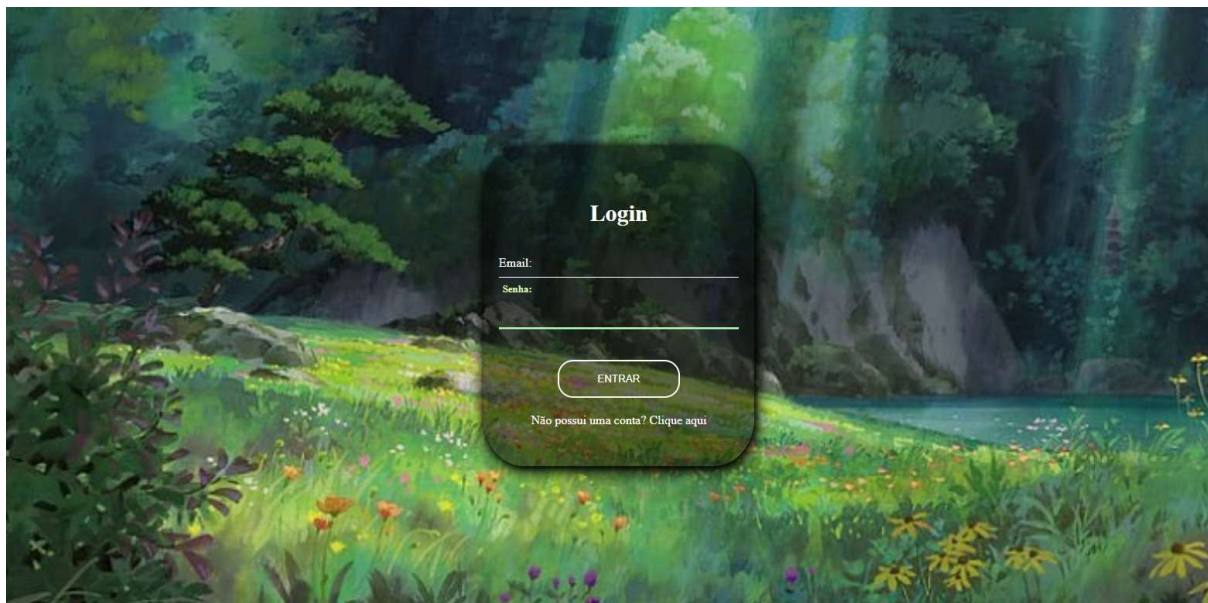 Login
Email:
Senha:
ENTRAR
Não possui uma conta? Clique aqui